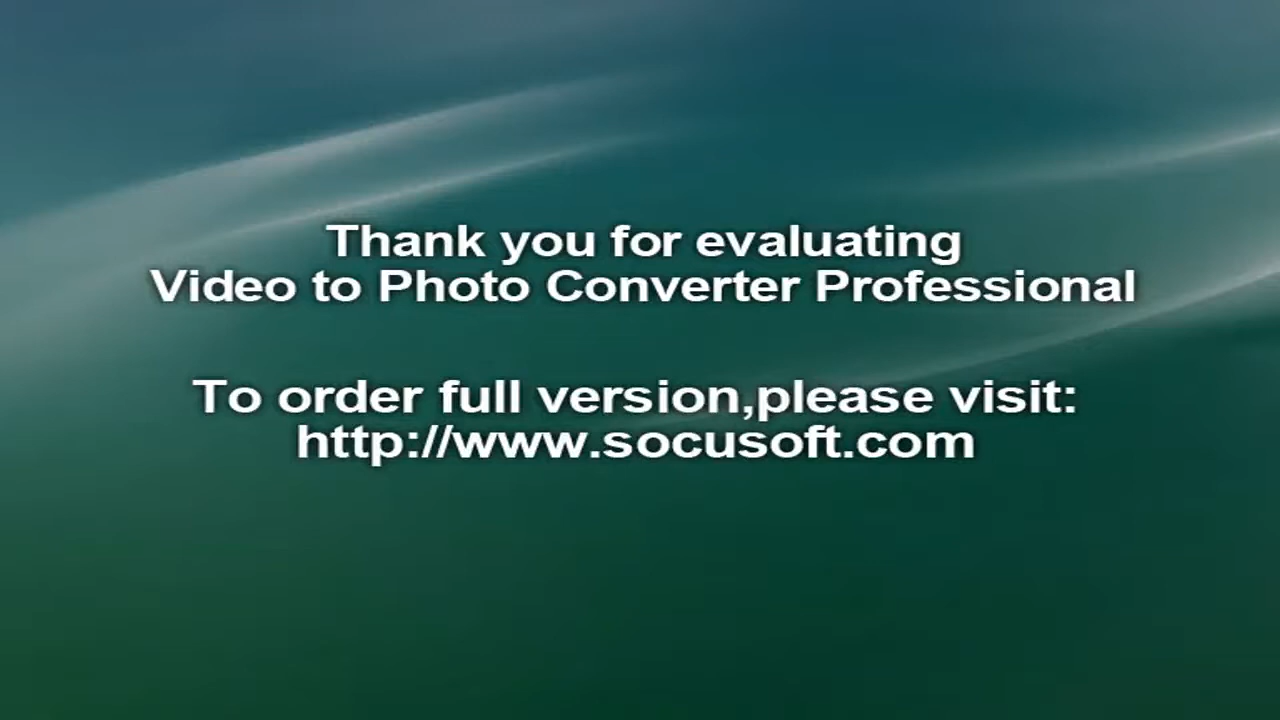 Thank you for evaluating
Video to Photo Converter Professional
To order full version,please visit:
http://www.socusoft.com